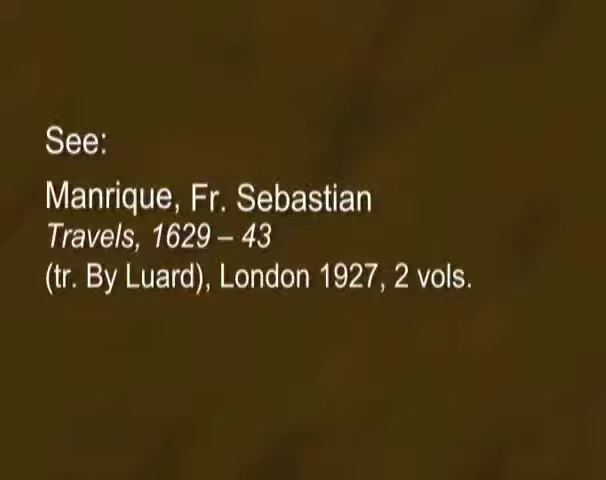 See:
Manrique, Fr. Sebastian
Travels, 1629 – 43
(tr. By Luard), London 1927, 2 vols.